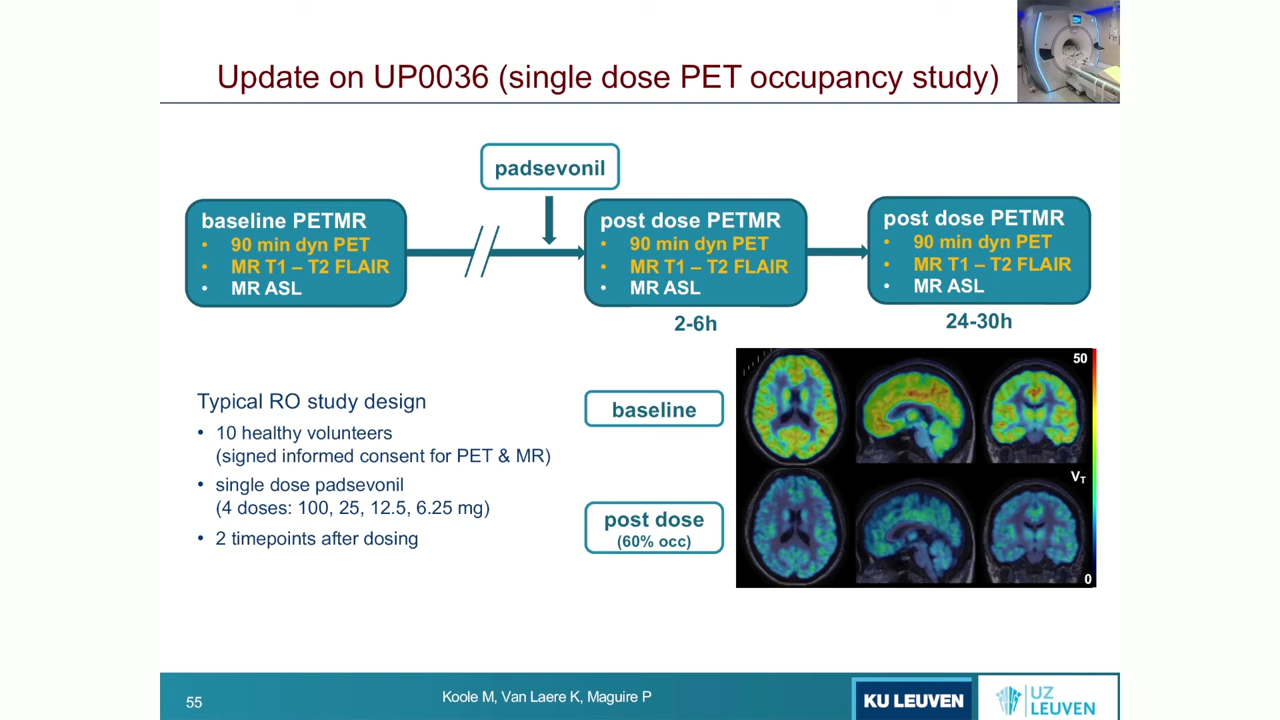 Update on UP0036 (single dose PET occupancy study)
padsevonil
baseline PETMR
• 90 min dyn PET
• MR T1 – T2 FLAIR
• MR ASL
post dose PETMR
• 90 min dyn PET
• MR T1 – T2 FLAIR
• MR ASL
2-6h
post dose PETMR
• 90 min dyn PET
• MR T1 – T2 FLAIR
• MR ASL
24-30h
Typical RO study design
• 10 healthy volunteers
(signed informed consent for PET & MR)
• single dose padsevonil
(4 doses: 100, 25, 12.5, 6.25 mg)
• 2 timepoints after dosing
baseline
post dose
(60% occ)
50
VT
0
55
Koole M, Van Laere K, Maguire P
KU LEUVEN
UZ
LEUVEN